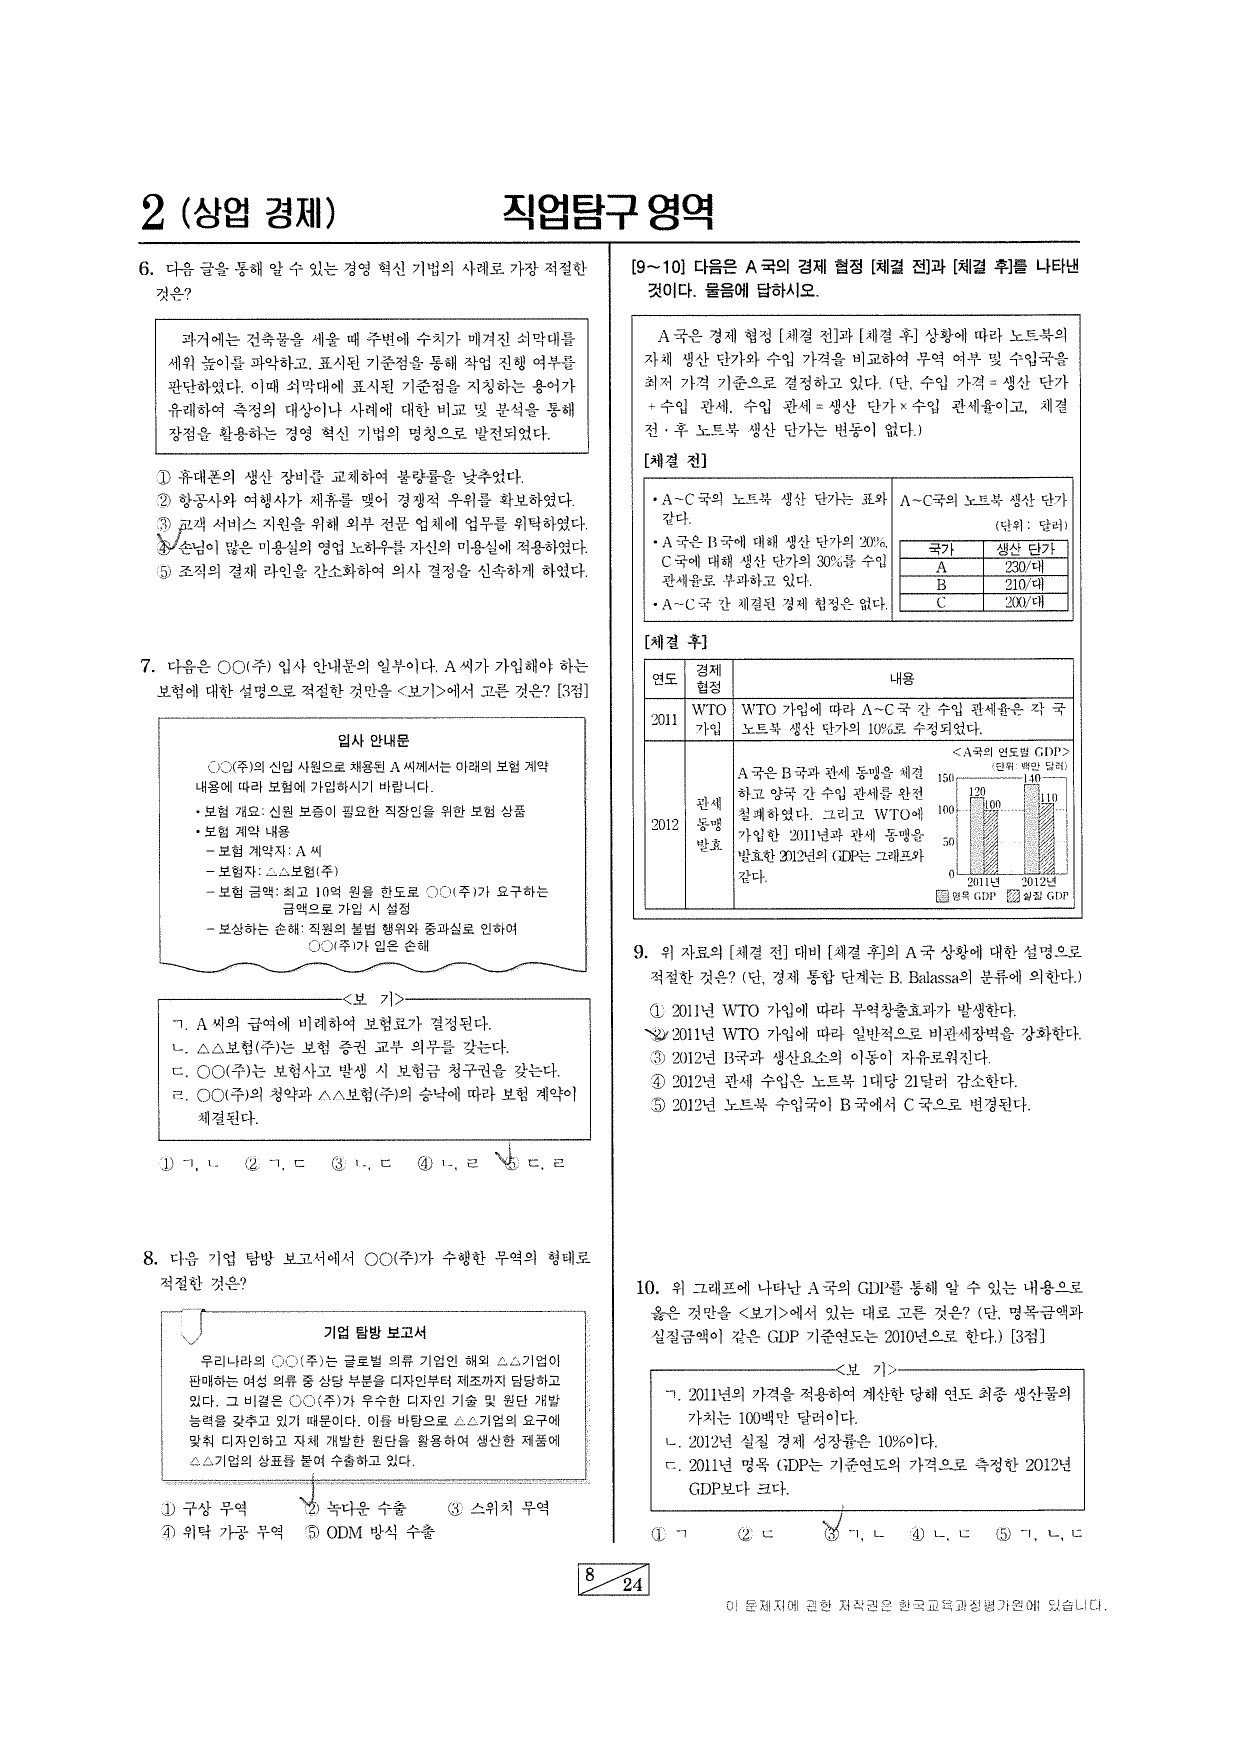 2 (상업 경제)
직업탐구 영역
6. 다음 글을 통해 알 수 있는 경영 혁신 기법의 사례로 가장 적절한
것은?
과거에는 건축물을 세울 때 주변에 수치가 매겨진 쇠막대를
세워 높이를 파악하고, 표시된 기준점을 통해 작업 진행 여부를
판단하였다. 이때 쇠막대에 표시된 기준점을 지칭하는 용어가
유래하여 측정의 대상이나 사례에 대한 비교 및 분석을 통해
장점을 활용하는 경영 혁신 기법의 명칭으로 발전되었다.
① 휴대폰의 생산 장비를 교체하여 불량률을 낮추었다.
② 항공사와 여행사가 제휴를 맺어 경쟁적 우위를 확보하였다.
③ 고객 서비스 지원을 위해 외부 전문 업체에 업무를 위탁하였다.
④ 손님이 많은 미용실의 영업 노하우를 자신의 미용실에 적용하였다.
⑤ 조직의 결재 라인을 간소화하여 의사 결정을 신속하게 하였다.
7. 다음은 ○○(주) 입사 안내문의 일부이다. A 씨가 가입해야 하는
보험에 대한 설명으로 적절한 것만을 <보기>에서 고른 것은? [3점]
입사 안내문
○○(주)의 신입 사원으로 채용된 A 씨께서는 아래의 보험 계약
내용에 따라 보험에 가입하시기 바랍니다.
• 보험 개요: 신원 보증이 필요한 직장인을 위한 보험 상품
• 보험 계약 내용
– 보험 계약자: A 씨
– 보험자: △△보험(주)
– 보험 금액: 최고 10억 원을 한도로 ○○(주)가 요구하는
금액으로 가입 시 설정
– 보상하는 손해: 직원의 불법 행위와 중과실로 인하여
○○(주)가 입은 손해
<보 기>
ㄱ. A 씨의 급여에 비례하여 보험료가 결정된다.
ㄴ. △△보험(주)는 보험 증권 교부 의무를 갖는다.
ㄷ. ○○(주)는 보험사고 발생 시 보험금 청구권을 갖는다.
ㄹ. ○○(주)의 청약과 △△보험(주)의 승낙에 따라 보험 계약이
체결된다.
① ㄱ, ㄴ ② ㄱ, ㄷ ③ ㄴ, ㄷ ④ ㄴ, ㄹ ⑤ ㄷ, ㄹ
8. 다음 기업 탐방 보고서에서 ○○(주)가 수행한 무역의 형태로
적절한 것은?
기업 탐방 보고서
우리나라의 ○○(주)는 글로벌 의류 기업인 해외 △△기업이
판매하는 여성 의류 중 상당 부분을 디자인부터 제조까지 담당하고
있다. 그 비결은 ○○(주)가 우수한 디자인 기술 및 원단 개발
능력을 갖추고 있기 때문이다. 이를 바탕으로 △△기업의 요구에
맞춰 디자인하고 자체 개발한 원단을 활용하여 생산한 제품에
△△기업의 상표를 붙여 수출하고 있다.
① 구상 무역 ② 녹다운 수출 ③ 스위치 무역
④ 위탁 가공 무역 ⑤ ODM 방식 수출
[9~10] 다음은 A국의 경제 협정 [체결 전]과 [체결 후]를 나타낸
것이다. 물음에 답하시오.
A국은 경제 협정 [체결 전]과 [체결 후] 상황에 따라 노트북의
자체 생산 단가와 수입 가격을 비교하여 무역 여부 및 수입국을
최저 가격 기준으로 결정하고 있다. (단, 수입 가격 = 생산 단가
+ 수입 관세, 수입 관세 = 생산 단가 × 수입 관세율이고, 체결
전 · 후 노트북 생산 단가는 변동이 없다.)
[체결 전]
• A~C국의 노트북 생산 단가는 표와
같다.
• A국은 B국에 대해 생산 단가의 20%,
C국에 대해 생산 단가의 30%를 수입
관세율로 부과하고 있다.
• A~C국 간 체결된 경제 협정은 없다.
A~C국의 노트북 생산 단가
(단위: 달러)
국가 생산 단가
A 230/대
B 210/대
C 200/대
[체결 후]
연도 경제 협정 내용
2011 WTO 가입 WTO 가입에 따라 A~C국 간 수입 관세율은 각 국
노트북 생산 단가의 10%로 수정되었다.
2012 관세 동맹 발효
A국은 B국과 관세 동맹을 체결
하고 양국 간 수입 관세를 완전
철폐하였다. 그리고 WTO에
가입한 2011년과 관세 동맹을
발효한 2012년의 GDP는 그래프와
같다.
<A국의 연도별 GDP>
(단위: 백만 달러)
150
100
50
0
120
100
140
110
2011년 2012년
명목 GDP 실질 GDP
9. 위 자료의 [체결 전] 대비 [체결 후]의 A국 상황에 대한 설명으로
적절한 것은? (단, 경제 통합 단계는 B. Balassa의 분류에 의한다.)
① 2011년 WTO 가입에 따라 무역창출효과가 발생한다.
② 2011년 WTO 가입에 따라 일반적으로 비관세장벽을 강화한다.
③ 2012년 B국과 생산요소의 이동이 자유로워진다.
④ 2012년 관세 수입은 노트북 1대당 21달러 감소한다.
⑤ 2012년 노트북 수입국이 B국에서 C국으로 변경된다.
10. 위 그래프에 나타난 A국의 GDP를 통해 알 수 있는 내용으로
옳은 것만을 <보기>에서 있는 대로 고른 것은? (단, 명목금액과
실질금액이 같은 GDP 기준연도는 2010년으로 한다.) [3점]
<보 기>
ㄱ. 2011년의 가격을 적용하여 계산한 당해 연도 최종 생산물의
가치는 100백만 달러이다.
ㄴ. 2012년 실질 경제 성장률은 10%이다.
ㄷ. 2011년 명목 GDP는 기준연도의 가격으로 측정한 2012년
GDP보다 크다.
① ㄱ ② ㄷ ③ ㄱ, ㄴ ④ ㄴ, ㄷ ⑤ ㄱ, ㄴ, ㄷ
8
24
이 문제지에 관한 저작권은 한국교육과정평가원에 있습니다.